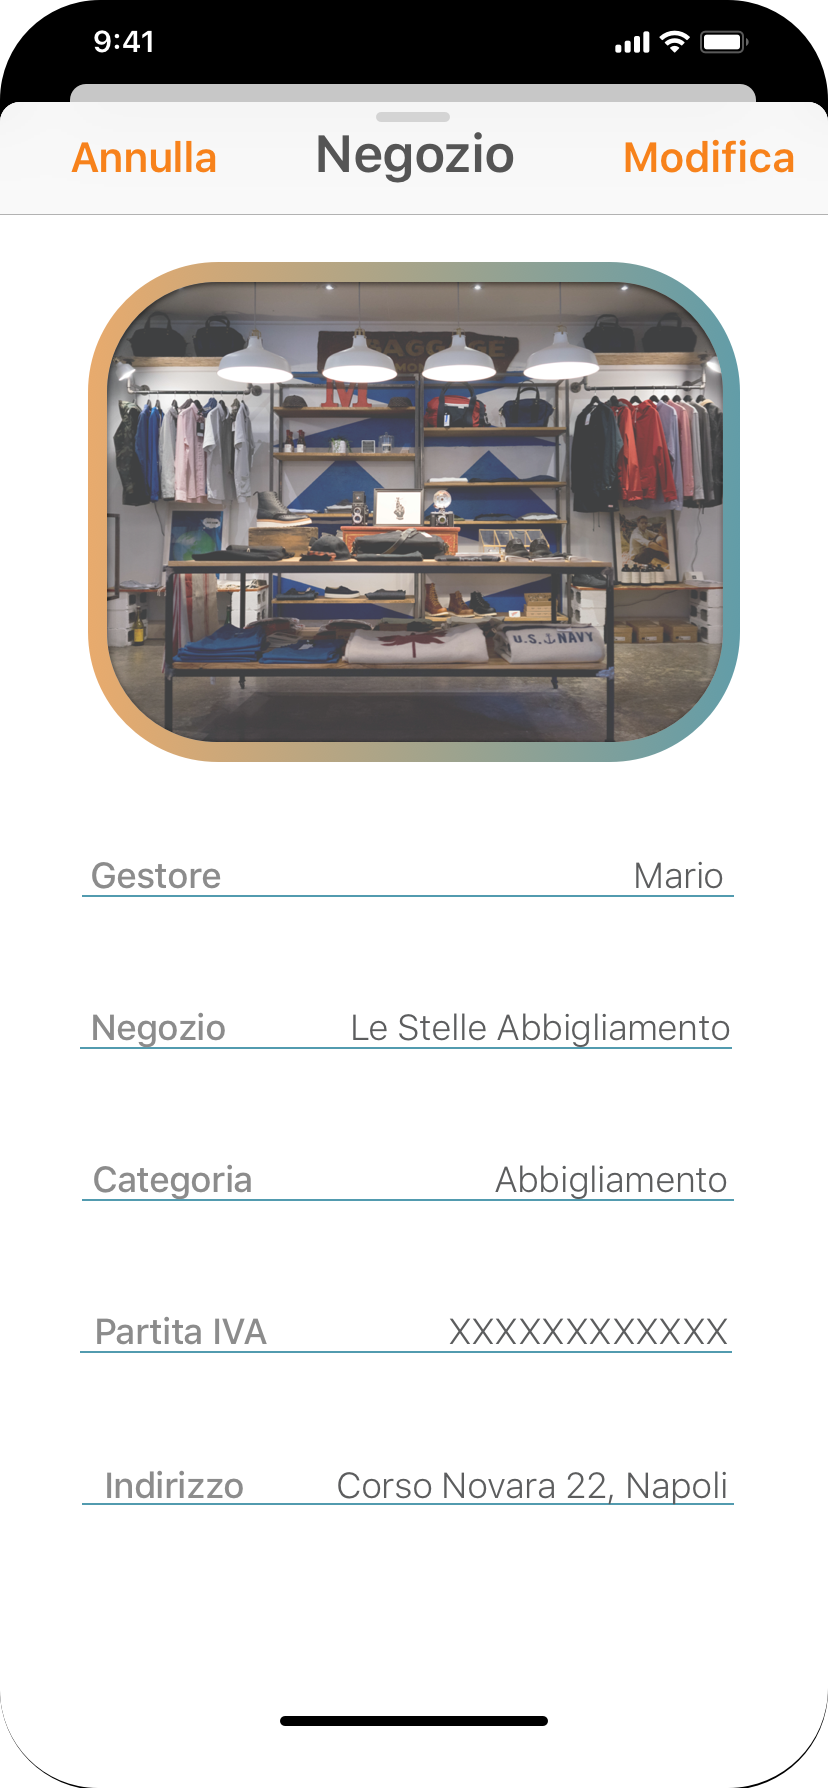 9:41
Annulla Negozio Modifica
BAGGAGE
M
U.S. NAVY
Gestore Mario
Negozio Le Stelle Abbigliamento
Categoria Abbigliamento
Partita IVA XXXXXXXXXXXX
Indirizzo Corso Novara 22, Napoli